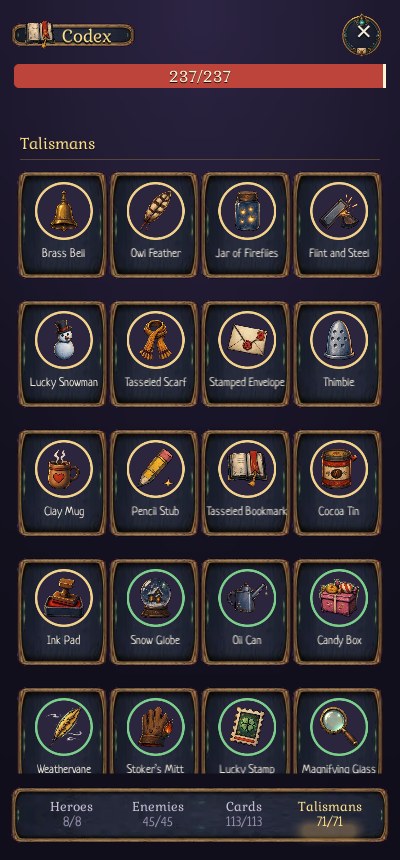 Codex
237/237
Talismans
Brass Bell
Owl Feather
Jar of Fireflies
Flint and Steel
Lucky Snowman
Tasseled Scarf
Stamped Envelope
Thimble
Clay Mug
Pencil Stub
Tasseled Bookmark
Cocoa Tin
Ink Pad
Snow Globe
Oil Can
Candy Box
Weathervane
Stoker's Mitt
Lucky Stamp
Magnifying Glass
Heroes
8/8
Enemies
45/45
Cards
113/113
Talismans
71/71